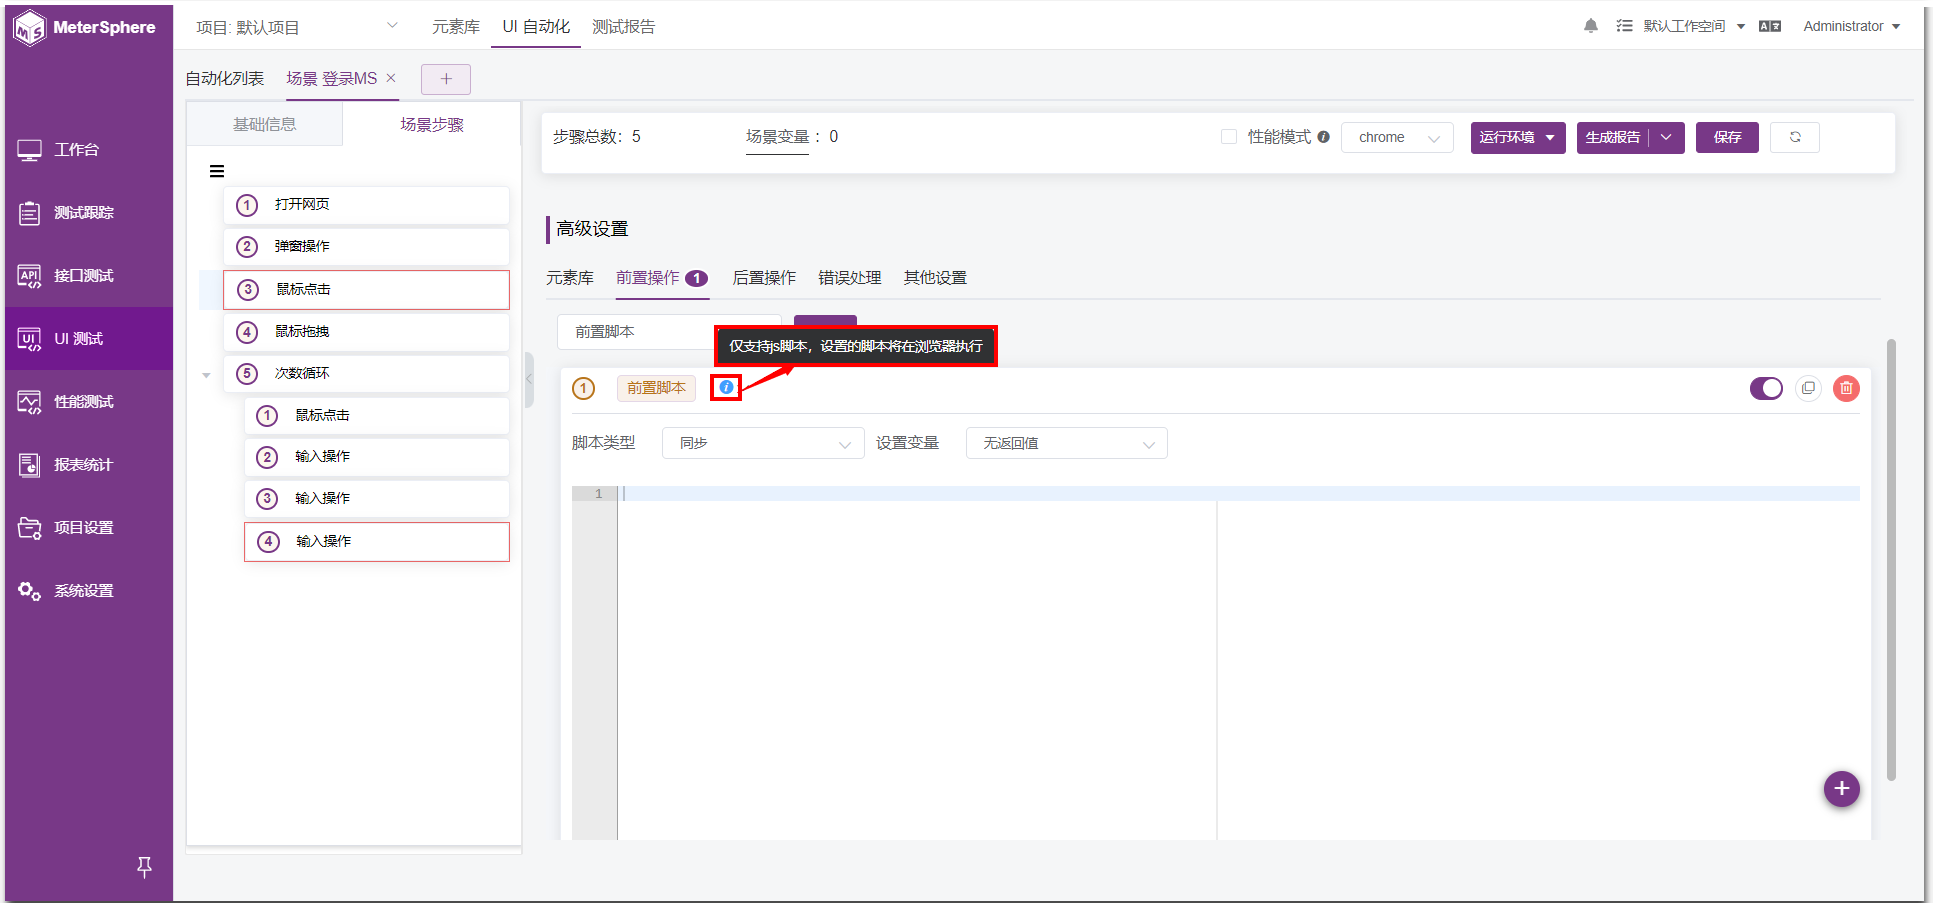 MeterSphere
项目: 默认项目
元素库
UI 自动化
测试报告
默认工作空间
Administrator
自动化列表
场景 登录MS
基础信息
场景步骤
工作台
测试跟踪
接口测试
UI 测试
性能测试
报表统计
项目设置
系统设置
1 打开网页
2 弹窗操作
3 鼠标点击
4 鼠标拖拽
5 次数循环
1 鼠标点击
2 输入操作
3 输入操作
4 输入操作
步骤总数: 5
场景变量 : 0
性能模式
chrome
运行环境
生成报告
保存
高级设置
元素库
前置操作 1
后置操作
错误处理
其他设置
前置脚本
仅支持js脚本，设置的脚本将在浏览器执行
1 前置脚本
脚本类型
同步
设置变量
无返回值
1